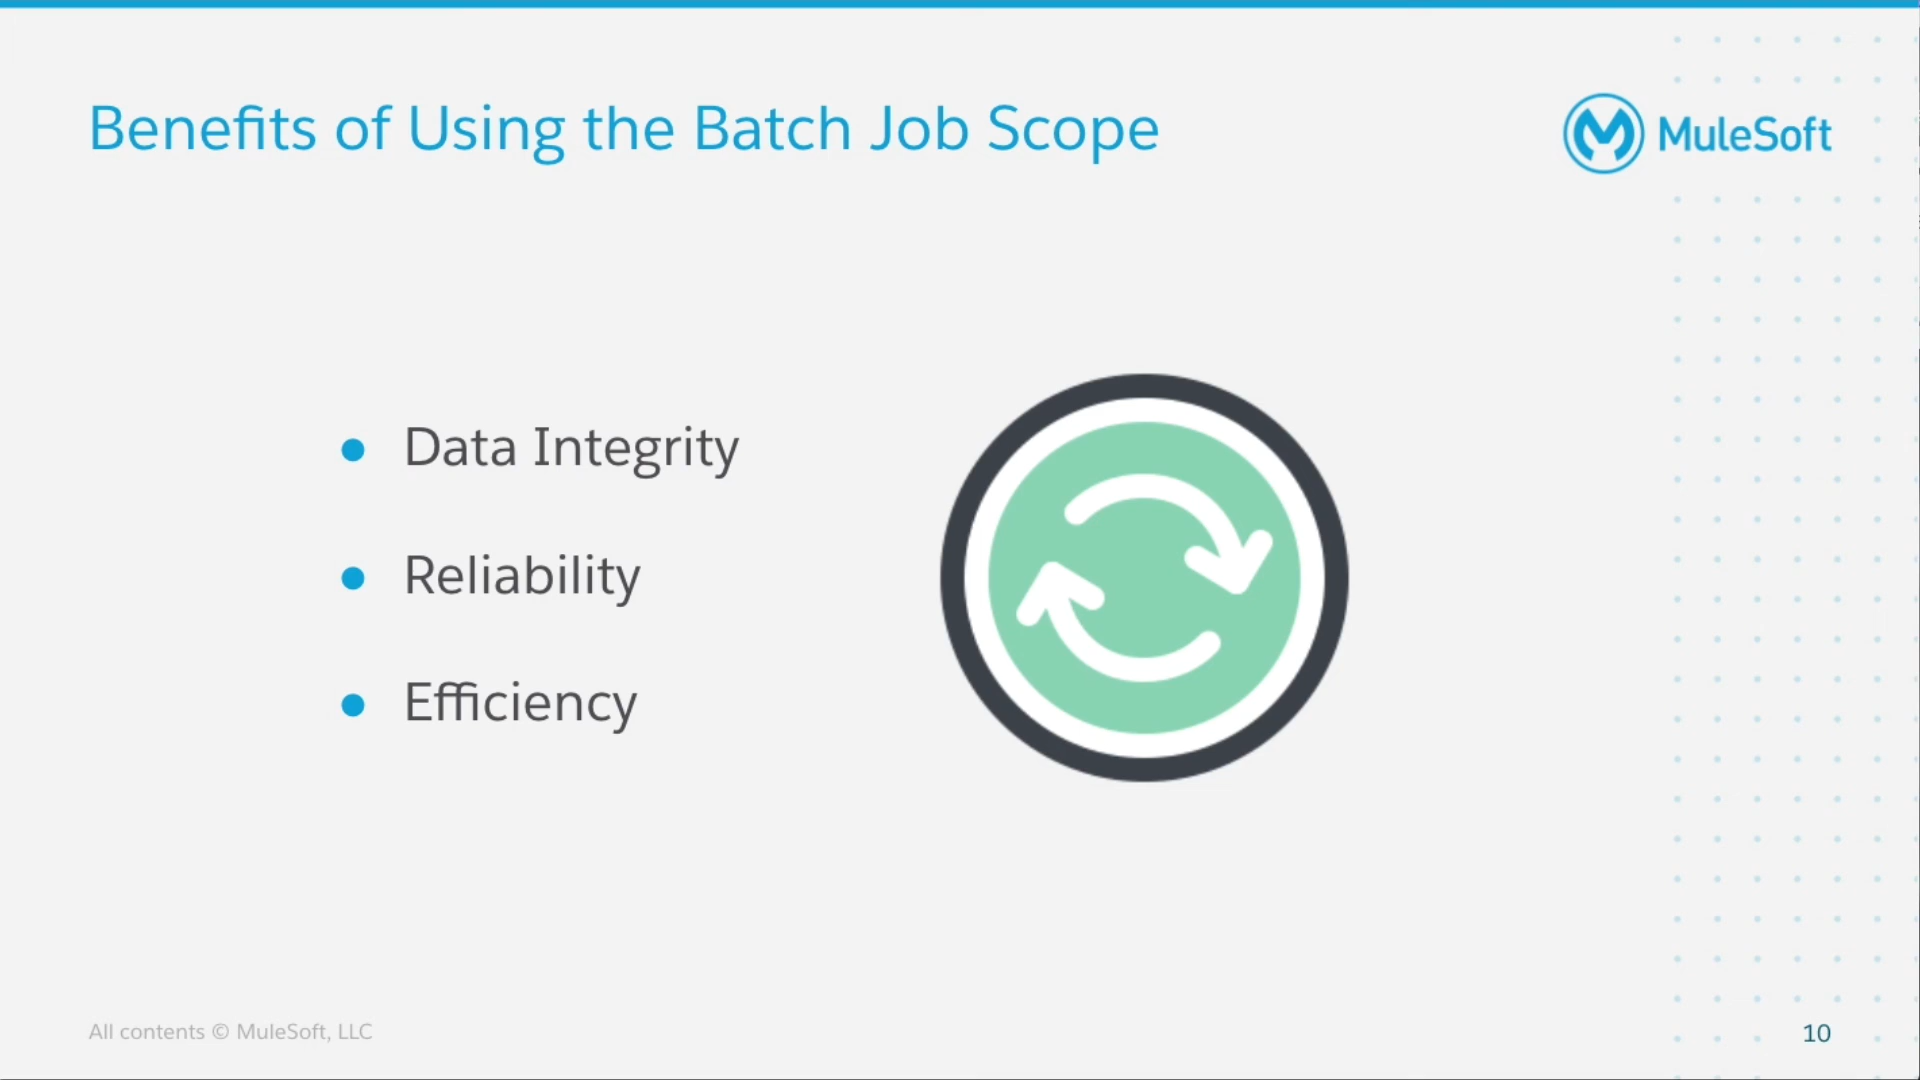 Benefits of Using the Batch Job Scope
MuleSoft
● Data Integrity
● Reliability
● Efficiency
All contents © MuleSoft, LLC
10